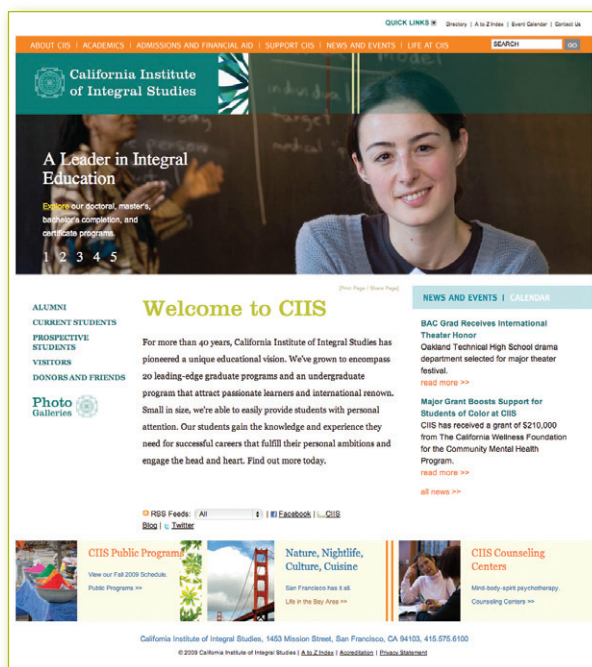 QUICK LINKS
Directory | A to Z Index | Event Calendar | Contact Us
ABOUT CIIS | ACADEMICS | ADMISSIONS AND FINANCIAL AID | SUPPORT CIIS | NEWS AND EVENTS | LIFE AT CIIS
SEARCH GO
California Institute
of Integral Studies
model
individual
target
body
medical
A Leader in Integral
Education
Explore our doctoral, master's,
bachelor's completion, and
certificate programs.
1 2 3 4 5
[Print Page / Share Page]
ALUMNI
CURRENT STUDENTS
PROSPECTIVE
STUDENTS
VISITORS
DONORS AND FRIENDS
Photo
Galleries
Welcome to CIIS
For more than 40 years, California Institute of Integral Studies has
pioneered a unique educational vision. We've grown to encompass
20 leading-edge graduate programs and an undergraduate
program that attract passionate learners and international renown.
Small in size, we're able to easily provide students with personal
attention. Our students gain the knowledge and experience they
need for successful careers that fulfill their personal ambitions and
engage the head and heart. Find out more today.
RSS Feeds: All | Facebook | CIIS
Blog | Twitter
NEWS AND EVENTS | CALENDAR
BAC Grad Receives International
Theater Honor
Oakland Technical High School drama
department selected for major theater
festival.
read more >>
Major Grant Boosts Support for
Students of Color at CIIS
CIIS has received a grant of $210,000
from The California Wellness Foundation
for the Community Mental Health
Program.
read more >>
all news >>
CIIS Public Programs
View our Fall 2009 Schedule.
Public Programs >>
Nature, Nightlife,
Culture, Cuisine
San Francisco has it all.
Life in the Bay Area >>
CIIS Counseling
Centers
Mind-body-spirit psychotherapy.
Counseling Centers >>
California Institute of Integral Studies, 1453 Mission Street, San Francisco, CA 94103, 415.575.6100
© 2009 California Institute of Integral Studies | A to Z Index | Accreditation | Privacy Statement